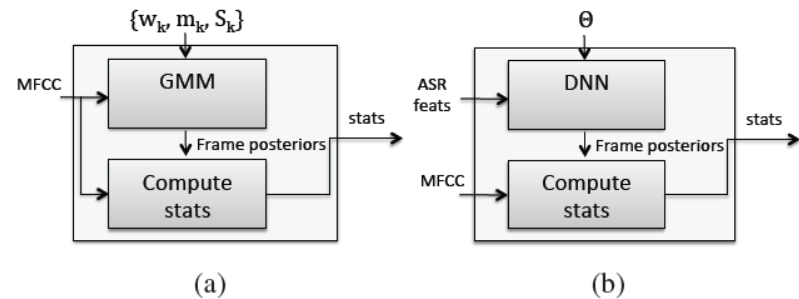 {wk, mk, Sk}
MFCC
GMM
Frame posteriors
stats
Compute
stats
(a)
Θ
ASR
feats
DNN
Frame posteriors
stats
MFCC
Compute
stats
(b)